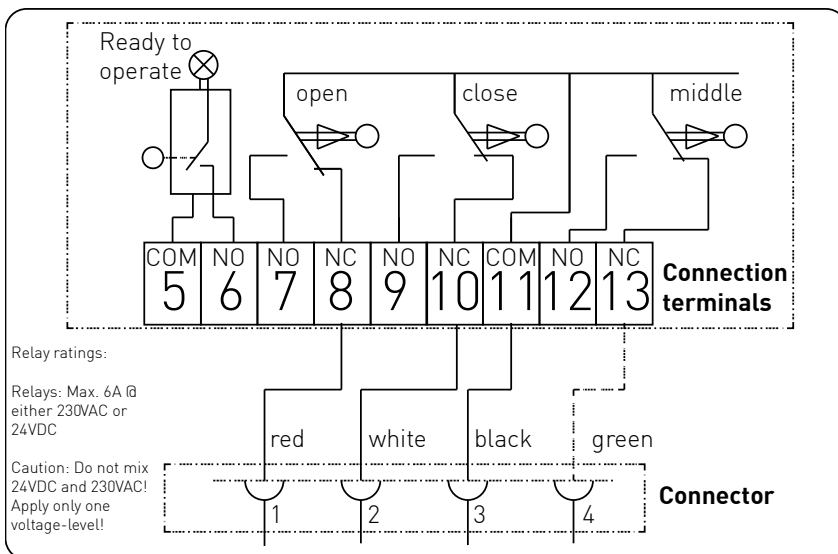 Ready to
operate
open
close
middle
COM NO NO NC NO NC COM NO NC
5 6 7 8 9 10 11 12 13
Connection
terminals
Relay ratings:
Relays: Max. 6A @
either 230VAC or
24VDC
Caution: Do not mix
24VDC and 230VAC!
Apply only one
voltage-level!
red
white
black
green
1
2
3
4
Connector